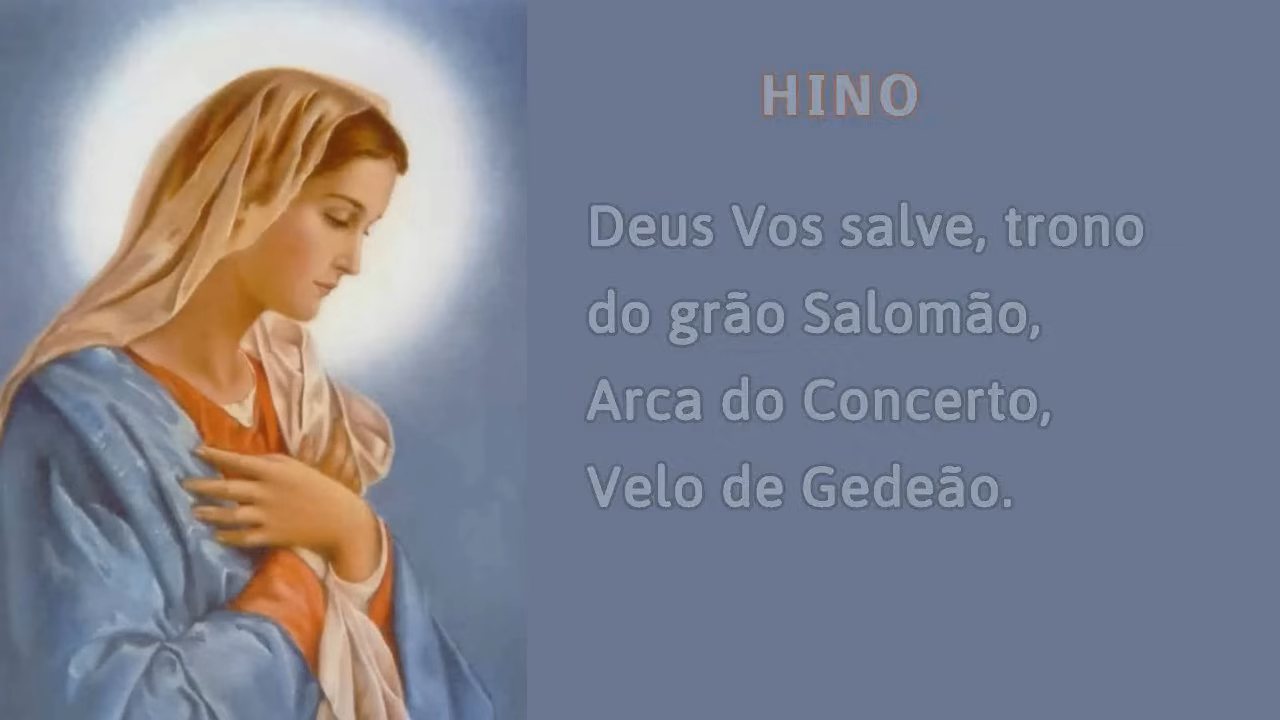 HINO
Deus Vos salve, trono
do grão Salomão,
Arca do Concerto,
Velo de Gedeão.